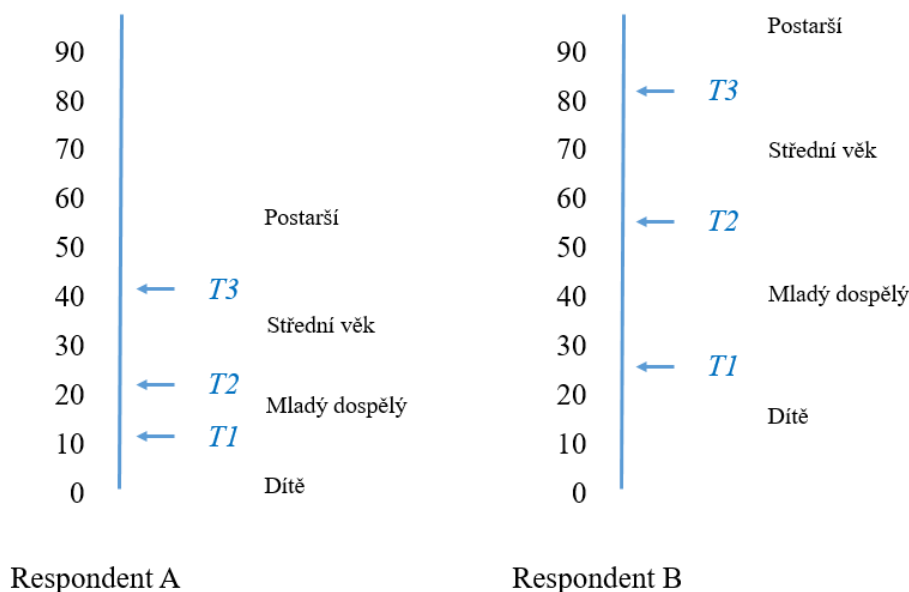 90
80
70
60
50
40
30
20
10
0
Postarší
T3
Střední věk
T2
Mladý dospělý
T1
Dítě
Respondent A
90
80
70
60
50
40
30
20
10
0
Postarší
T3
Střední věk
T2
Mladý dospělý
T1
Dítě
Respondent B